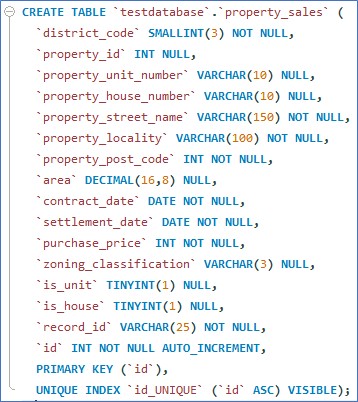 CREATE TABLE `testdatabase`.`property_sales` (
`district_code` SMALLINT(3) NOT NULL,
`property_id` INT NULL,
`property_unit_number` VARCHAR(10) NULL,
`property_house_number` VARCHAR(10) NULL,
`property_street_name` VARCHAR(150) NOT NULL,
`property_locality` VARCHAR(100) NOT NULL,
`property_post_code` INT NOT NULL,
`area` DECIMAL(16,8) NULL,
`contract_date` DATE NOT NULL,
`settlement_date` DATE NOT NULL,
`purchase_price` INT NOT NULL,
`zoning_classification` VARCHAR(3) NULL,
`is_unit` TINYINT(1) NULL,
`is_house` TINYINT(1) NULL,
`record_id` VARCHAR(25) NOT NULL,
`id` INT NOT NULL AUTO_INCREMENT,
PRIMARY KEY (`id`),
UNIQUE INDEX `id_UNIQUE` (`id` ASC) VISIBLE);